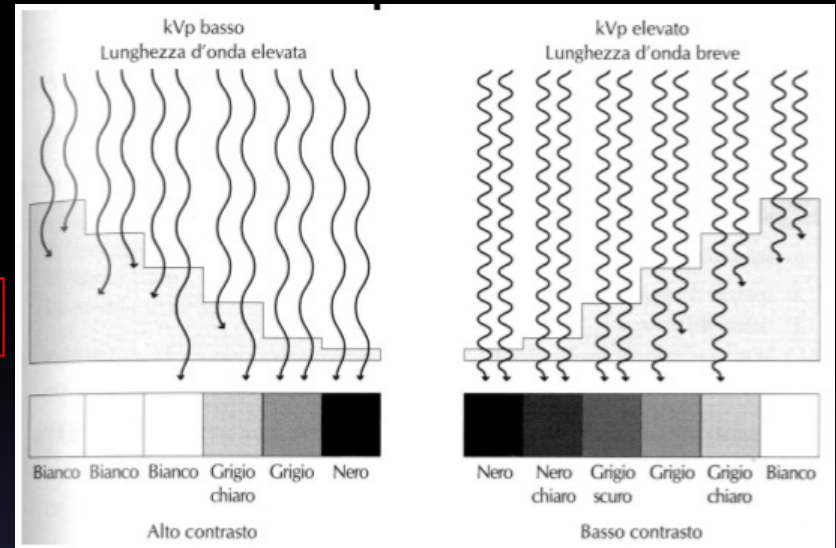 kVp basso
Lunghezza d'onda elevata
kVp elevato
Lunghezza d'onda breve
Bianco Bianco Bianco Grigio chiaro Grigio Nero
Nero Nero chiaro Grigio scuro Grigio Grigio chiaro Bianco
Alto contrasto
Basso contrasto